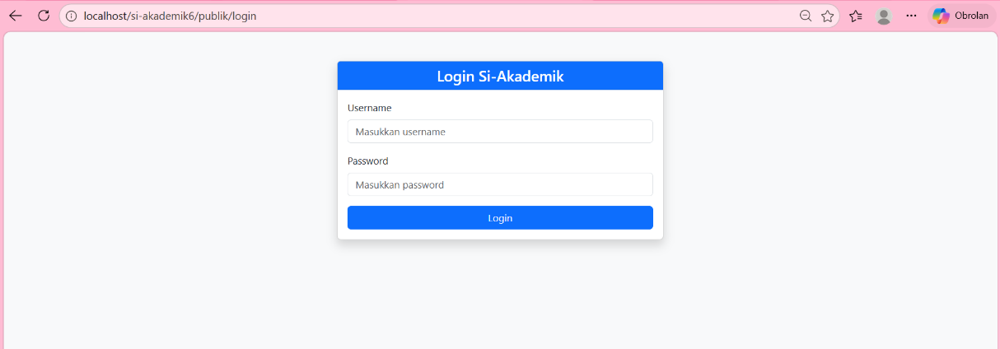 localhost/si-akademik6/publik/login
Obrolan
Login Si-Akademik
Username
Masukkan username
Password
Masukkan password
Login